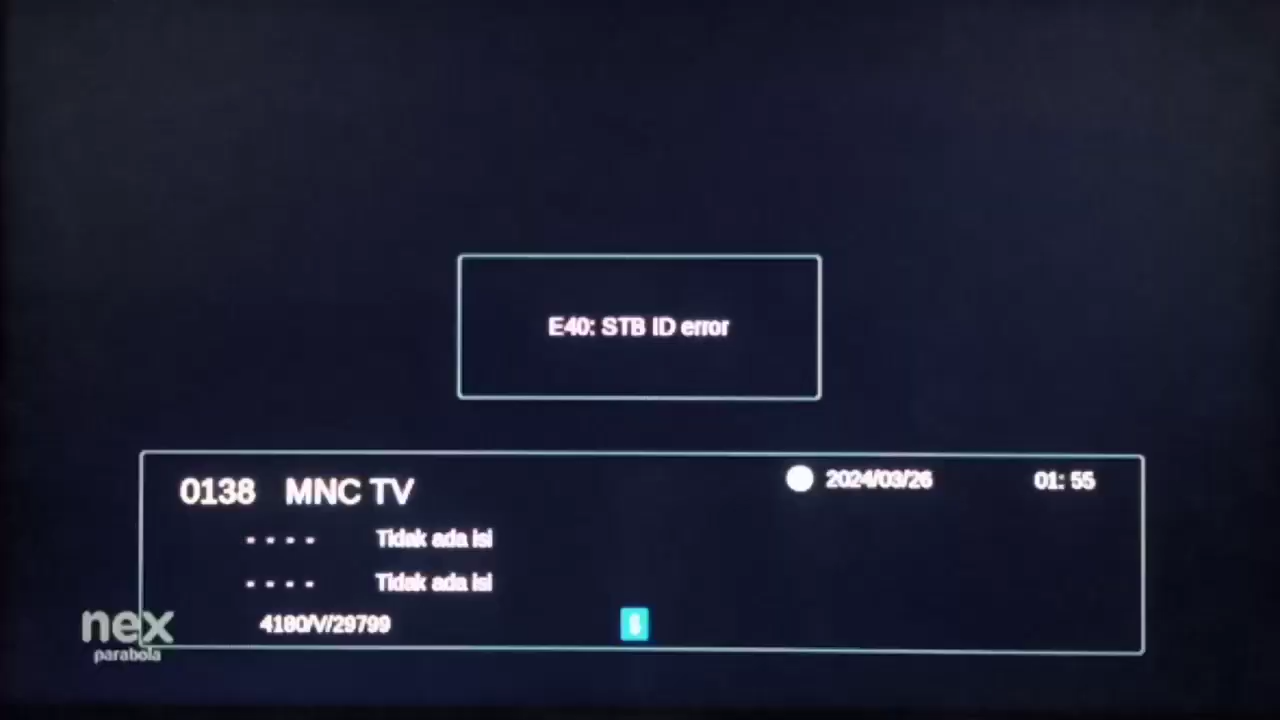 E40: STB ID error
0138 MNC TV 2024/03/26 01: 55
- - - - Tidak ada isi
- - - - Tidak ada isi
4180/V/29799
nex
parabola